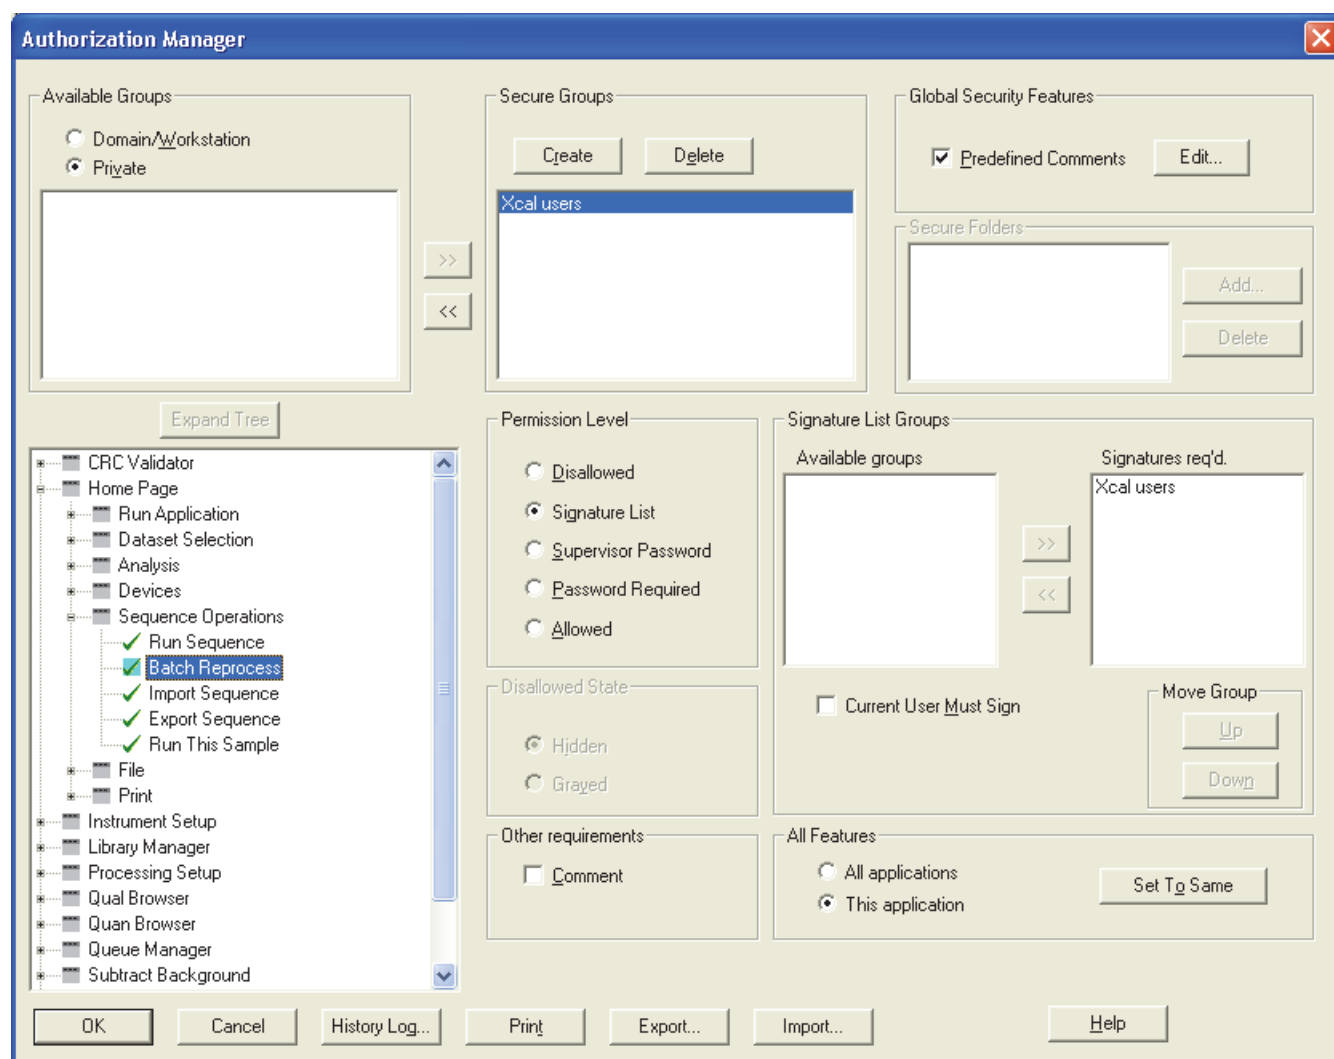 Authorization Manager
Available Groups
Domain/Workstation
Private
>>
<<
Secure Groups
Create
Delete
Xcal users
Global Security Features
Predefined Comments
Edit...
Secure Folders
Add...
Delete
Expand Tree
CRC Validator
Home Page
Run Application
Dataset Selection
Analysis
Devices
Sequence Operations
Run Sequence
Batch Reprocess
Import Sequence
Export Sequence
Run This Sample
File
Print
Instrument Setup
Library Manager
Processing Setup
Qual Browser
Quan Browser
Queue Manager
Subtract Background
Permission Level
Disallowed
Signature List
Supervisor Password
Password Required
Allowed
Disallowed State
Hidden
Grayed
Other requirements
Comment
Signature List Groups
Available groups
>>
<<
Signatures req'd.
Xcal users
Current User Must Sign
Move Group
Up
Down
All Features
All applications
This application
Set To Same
OK
Cancel
History Log...
Print
Export...
Import...
Help